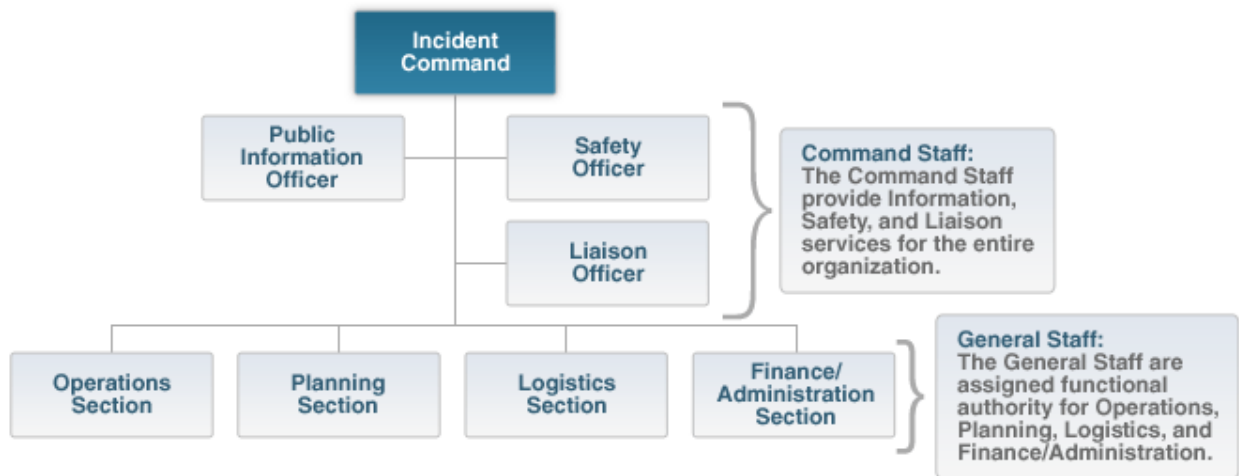 Incident
Command
Public
Information
Officer
Safety
Officer
Liaison
Officer
Command Staff:
The Command Staff
provide Information,
Safety, and Liaison
services for the entire
organization.
Operations
Section
Planning
Section
Logistics
Section
Finance/
Administration
Section
General Staff:
The General Staff are
assigned functional
authority for Operations,
Planning, Logistics, and
Finance/Administration.